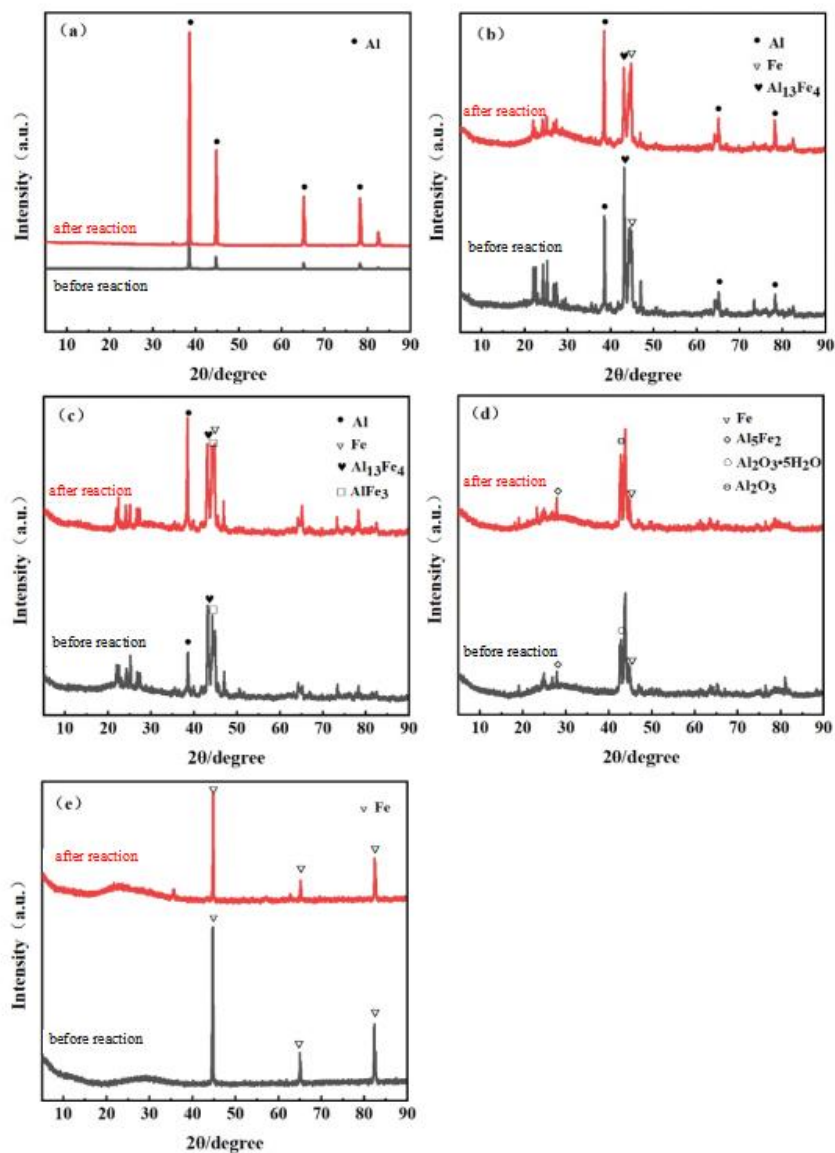 (a)
● Al
after reaction
before reaction
Intensity (a.u.)
10 20 30 40 50 60 70 80 90
2θ/degree
(b)
● Al
▽ Fe
♥ Al13Fe4
after reaction
before reaction
Intensity (a.u.)
10 20 30 40 50 60 70 80 90
2θ/degree
(c)
● Al
▽ Fe
♥ Al13Fe4
□ AlFe3
after reaction
before reaction
Intensity (a.u.)
10 20 30 40 50 60 70 80 90
2θ/degree
(d)
▽ Fe
◇ Al5Fe2
○ Al2O3•5H2O
⊖ Al2O3
after reaction
before reaction
Intensity (a.u.)
10 20 30 40 50 60 70 80 90
2θ/degree
(e)
▽ Fe
after reaction
before reaction
Intensity (a.u.)
10 20 30 40 50 60 70 80 90
2θ/degree